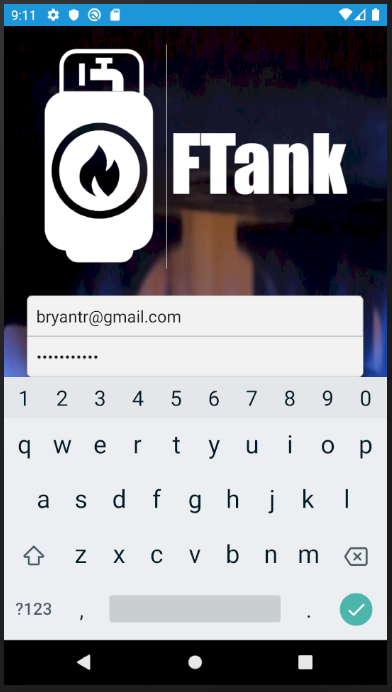 9:11
FTank
bryantr@gmail.com
•••••••••••
1 2 3 4 5 6 7 8 9 0
q w e r t y u i o p
a s d f g h j k l
z x c v b n m
?123 , .